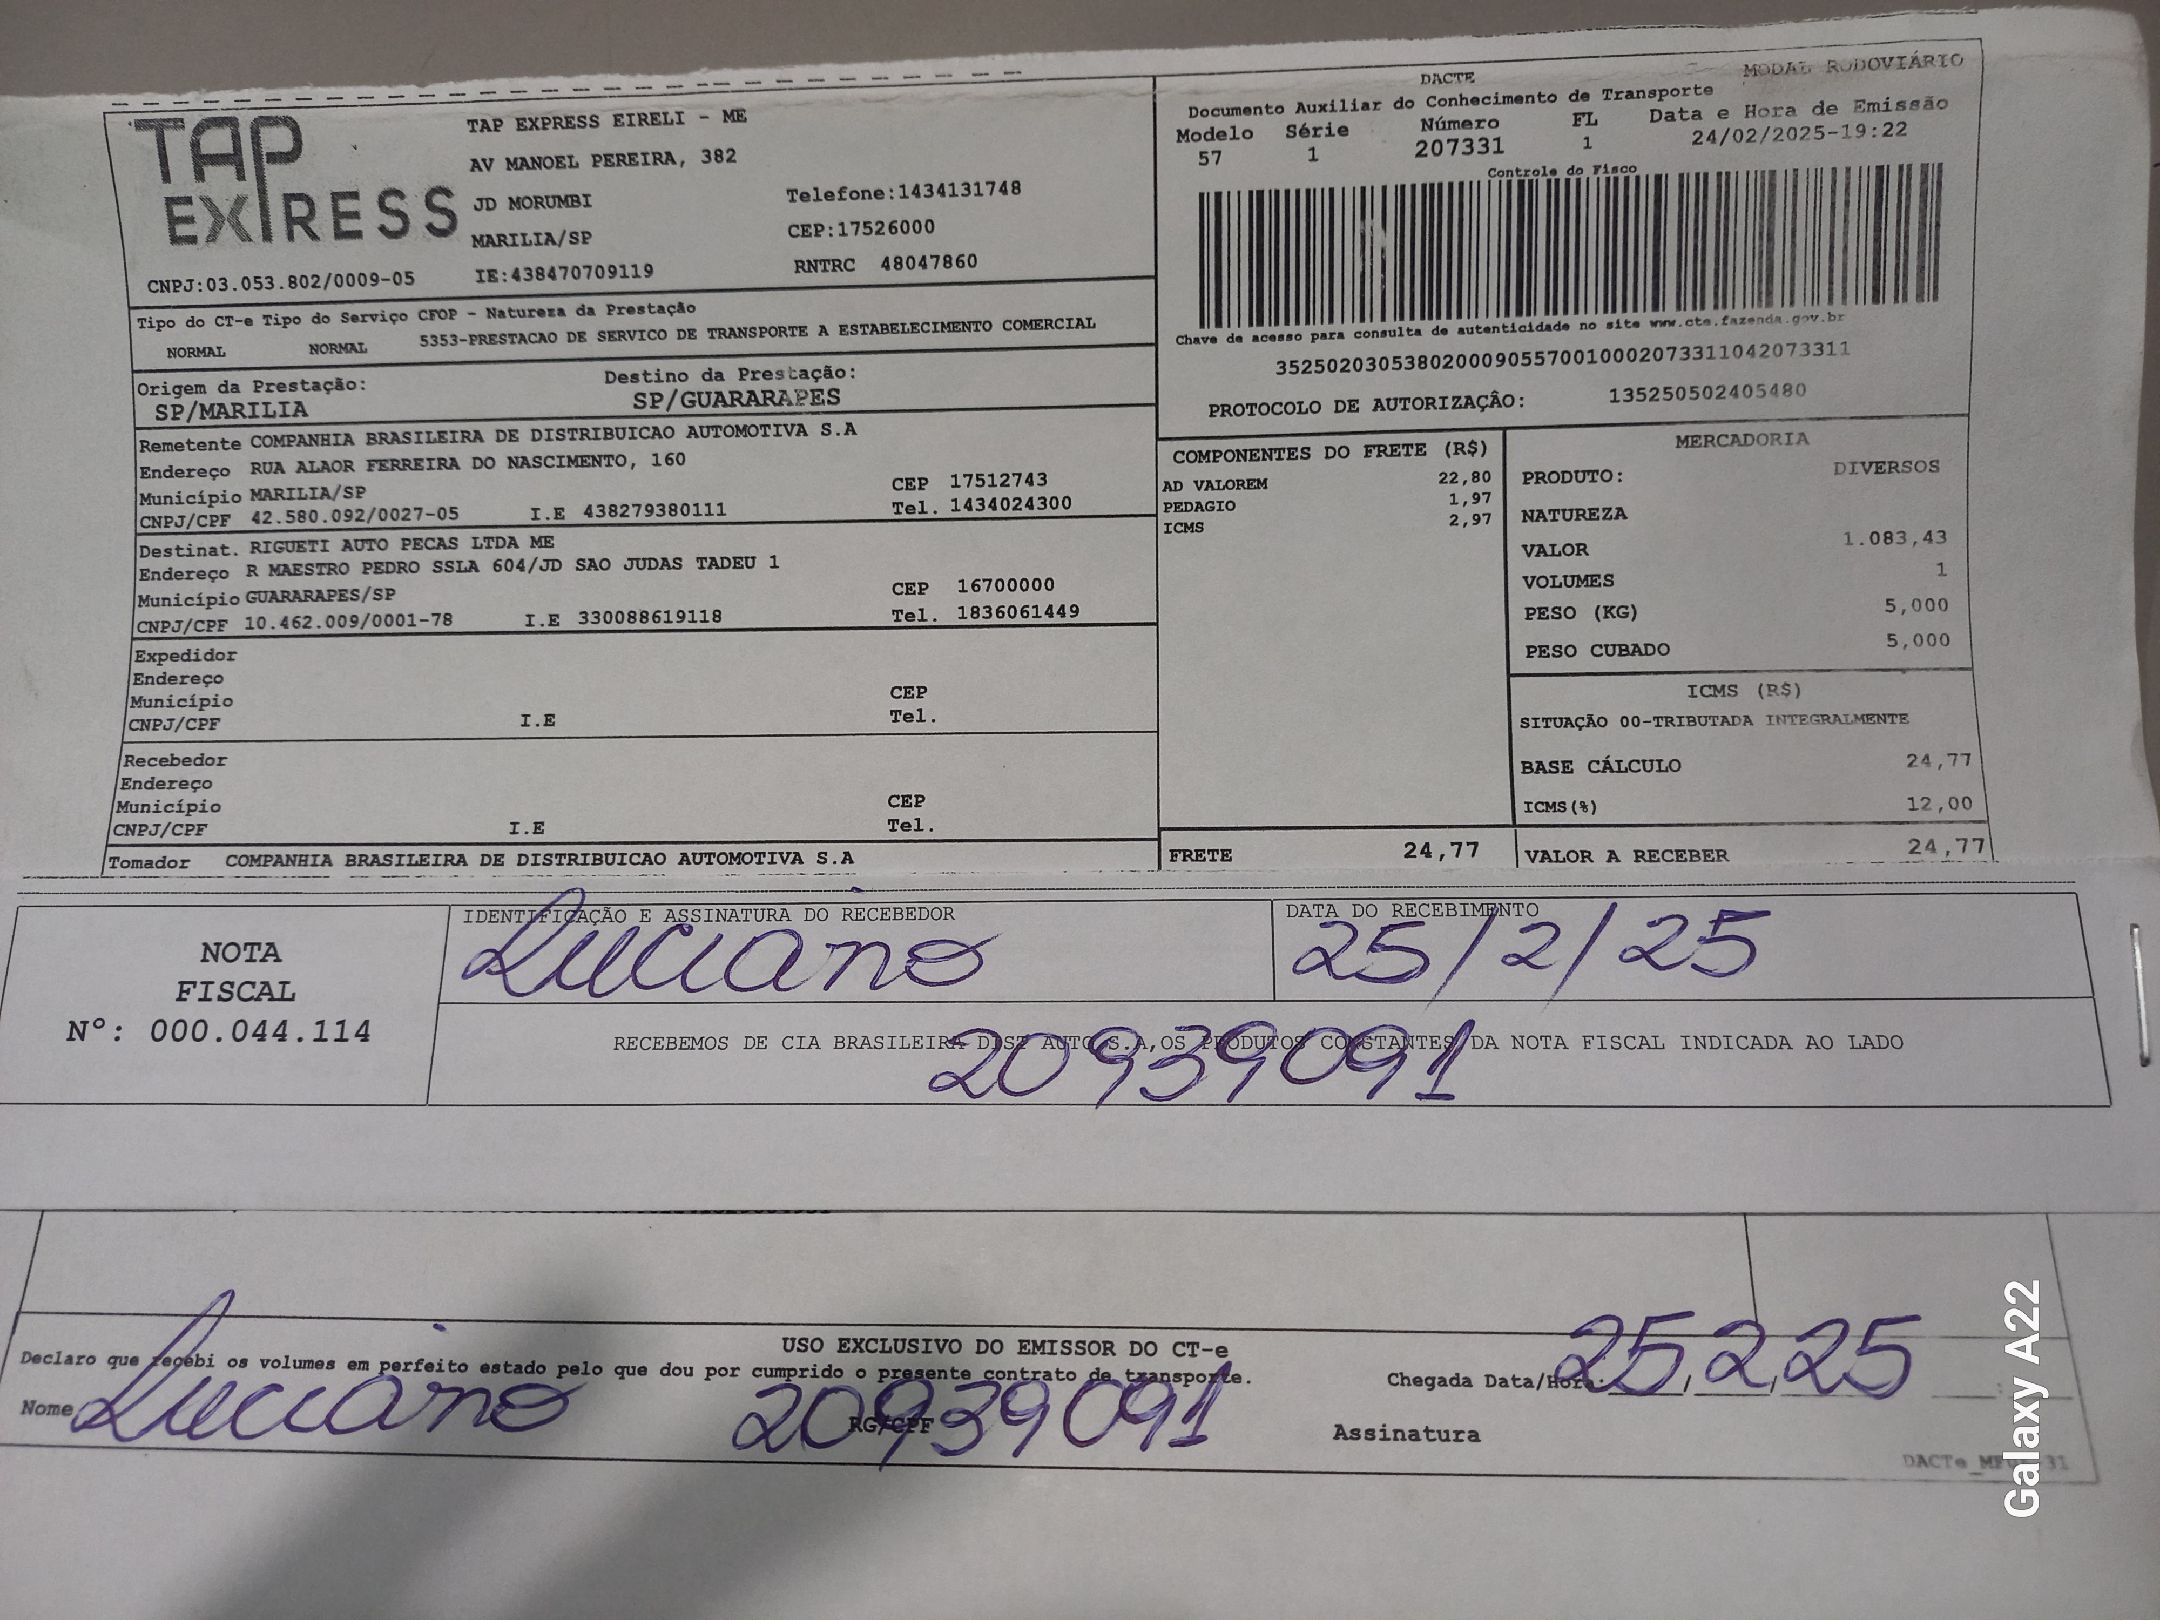 TAP EXPRESS
TAP EXPRESS EIRELI - ME
AV MANOEL PEREIRA, 382
JD MORUMBI Telefone:1434131748
MARILIA/SP CEP:17526000
CNPJ:03.053.802/0009-05 IE:438470709119 RNTRC 48047860
DACTE MODAL RODOVIÁRIO
Documento Auxiliar do Conhecimento de Transporte
Modelo Série Número FL Data e Hora de Emissão
57 1 207331 1 24/02/2025-19:22
Controle do Fisco
Chave de acesso para consulta de autenticidade no site www.cte.fazenda.gov.br
35250203053802000905570010002073311042073311
PROTOCOLO DE AUTORIZAÇÂO: 135250502405480
Tipo do CT-e Tipo do Serviço CFOP - Natureza da Prestação
NORMAL NORMAL 5353-PRESTACAO DE SERVICO DE TRANSPORTE A ESTABELECIMENTO COMERCIAL
Origem da Prestação: Destino da Prestação:
SP/MARILIA SP/GUARARAPES
Remetente COMPANHIA BRASILEIRA DE DISTRIBUICAO AUTOMOTIVA S.A
Endereço RUA ALAOR FERREIRA DO NASCIMENTO, 160
Município MARILIA/SP CEP 17512743
CNPJ/CPF 42.580.092/0027-05 I.E 438279380111 Tel. 1434024300
Destinat. RIGUETI AUTO PECAS LTDA ME
Endereço R MAESTRO PEDRO SSLA 604/JD SAO JUDAS TADEU 1
Município GUARARAPES/SP CEP 16700000
CNPJ/CPF 10.462.009/0001-78 I.E 330088619118 Tel. 1836061449
Expedidor
Endereço
Município CEP
CNPJ/CPF I.E Tel.
Recebedor
Endereço
Município CEP
CNPJ/CPF I.E Tel.
Tomador COMPANHIA BRASILEIRA DE DISTRIBUICAO AUTOMOTIVA S.A
COMPONENTES DO FRETE (R$)
AD VALOREM 22,80
PEDAGIO 1,97
ICMS 2,97
FRETE 24,77
MERCADORIA
PRODUTO: DIVERSOS
NATUREZA
VALOR 1.083,43
VOLUMES 1
PESO (KG) 5,000
PESO CUBADO 5,000
ICMS (R$)
SITUAÇÃO 00-TRIBUTADA INTEGRALMENTE
BASE CÁLCULO 24,77
ICMS(%) 12,00
VALOR A RECEBER 24,77
NOTA
FISCAL
Nº: 000.044.114
IDENTIFICAÇÃO E ASSINATURA DO RECEBEDOR
Luciano
DATA DO RECEBIMENTO
25/2/25
RECEBEMOS DE CIA BRASILEIRA DIST AUTO S.A,OS PRODUTOS CONSTANTES DA NOTA FISCAL INDICADA AO LADO
20939091
USO EXCLUSIVO DO EMISSOR DO CT-e
Declaro que recebi os volumes em perfeito estado pelo que dou por cumprido o presente contrato de transporte.
Chegada Data/Hora: 25,2,25
Nome Luciano RG/CPF 20939091
Assinatura
Galaxy A22